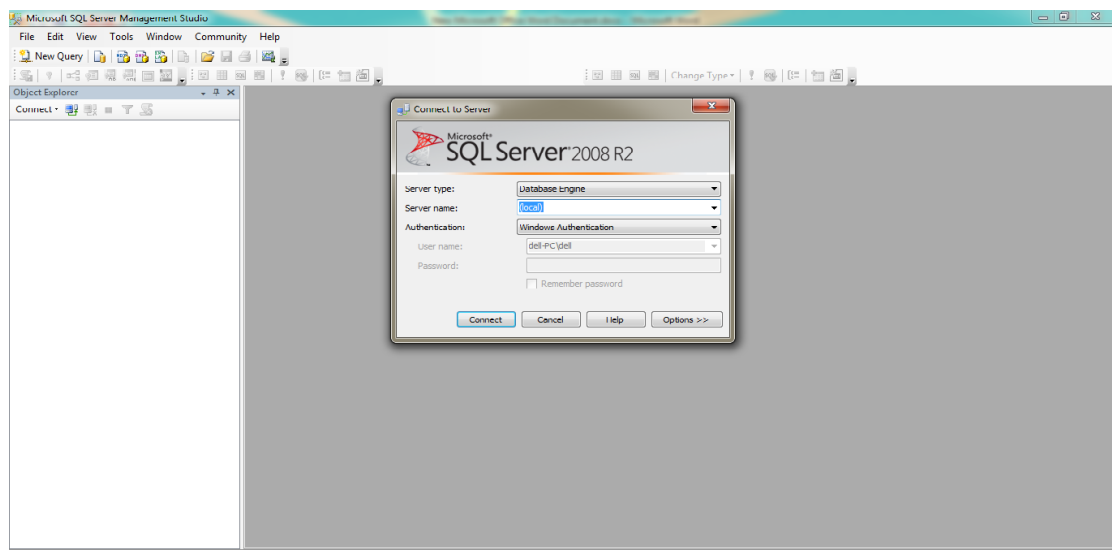 Microsoft SQL Server Management Studio
File Edit View Tools Window Community Help
New Query
Change Type
Object Explorer
Connect
Connect to Server
Microsoft®
SQL Server 2008 R2
Server type: Database Engine
Server name: (local)
Authentication: Windows Authentication
User name: dell-PC\dell
Password:
Remember password
Connect Cancel Help Options >>